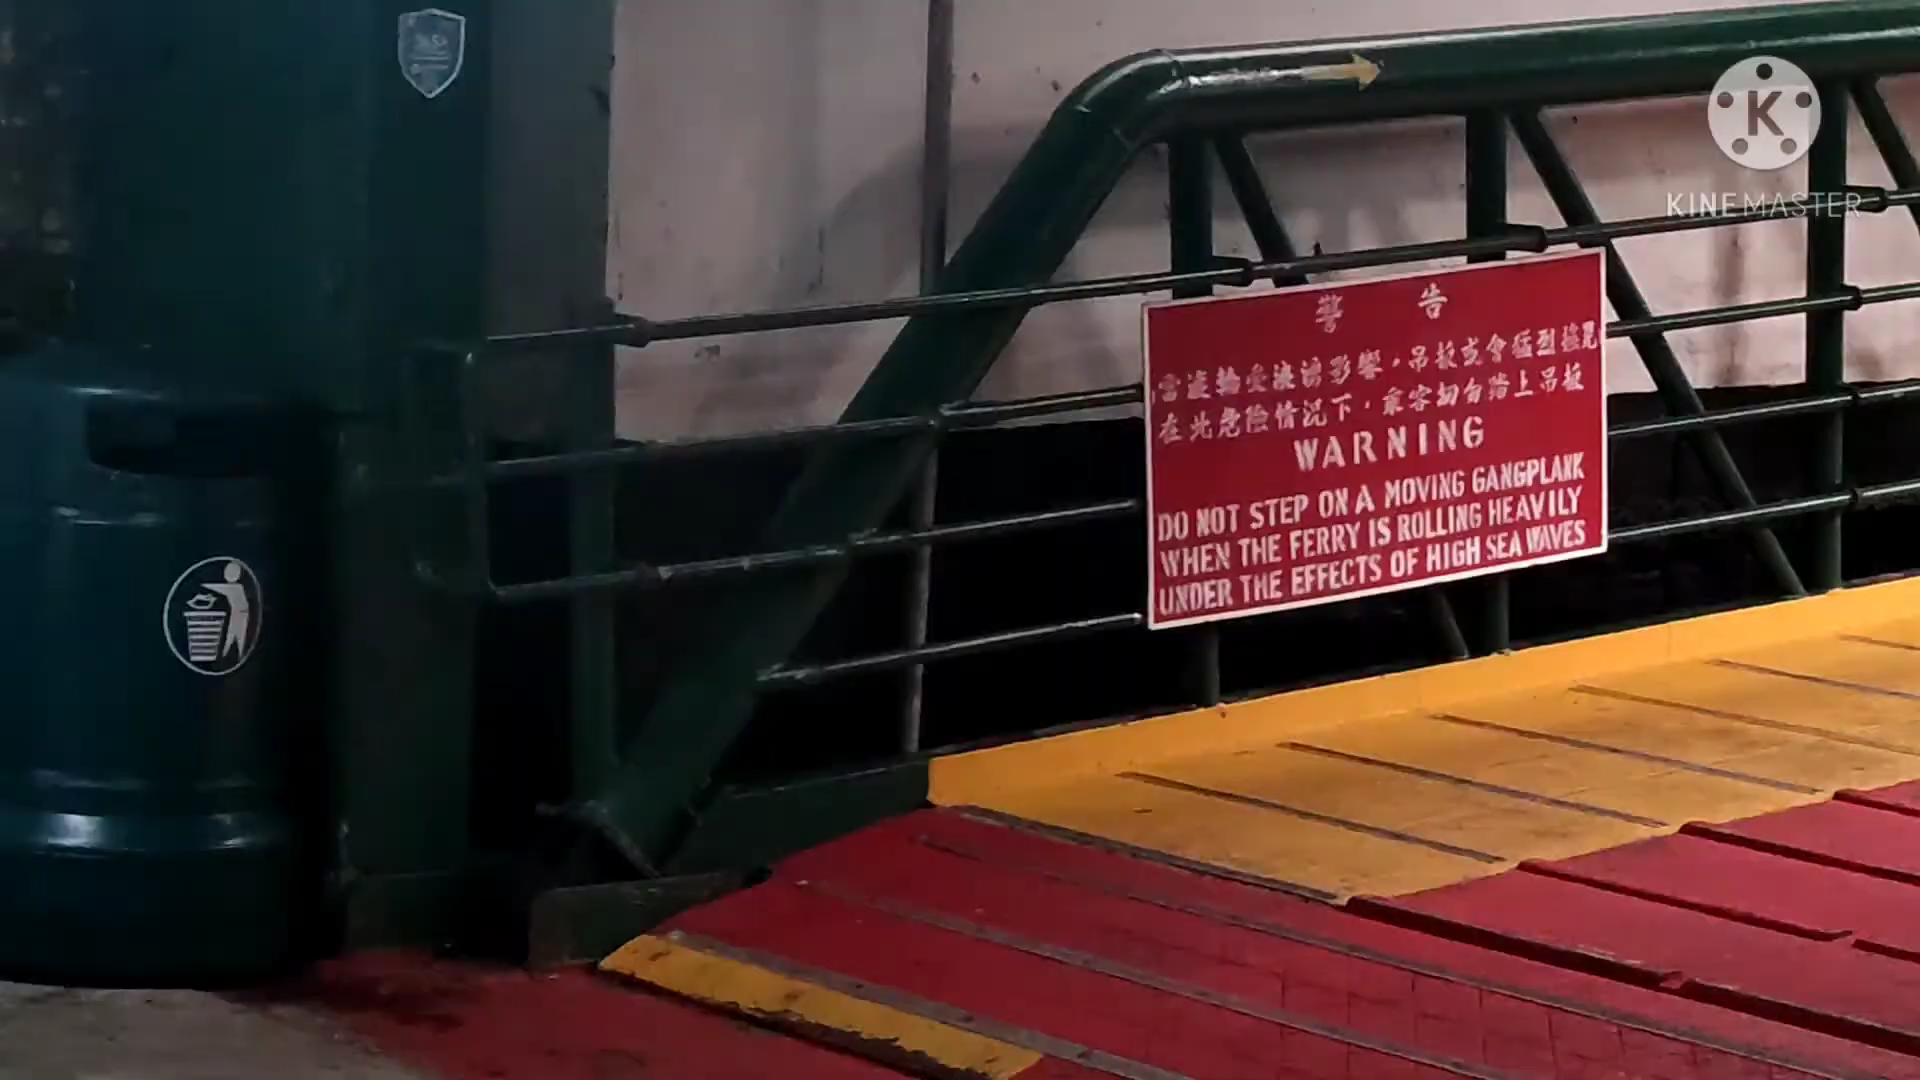 警 告
當渡輪受浪濤影響,吊板或會猛烈搖晃
在此危險情況下,乘客切勿踏上吊板
WARNING
DO NOT STEP ON A MOVING GANGPLANK
WHEN THE FERRY IS ROLLING HEAVILY
UNDER THE EFFECTS OF HIGH SEA WAVES
K
KINEMASTER